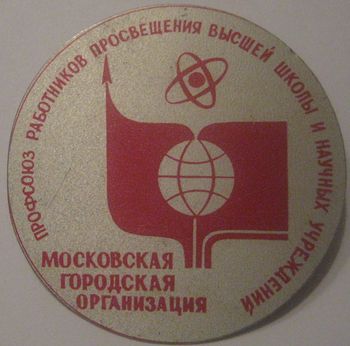 ПРОФСОЮЗ РАБОТНИКОВ ПРОСВЕЩЕНИЯ ВЫСШЕЙ ШКОЛЫ И НАУЧНЫХ УЧРЕЖДЕНИЙ
МОСКОВСКАЯ
ГОРОДСКАЯ
ОРГАНИЗАЦИЯ